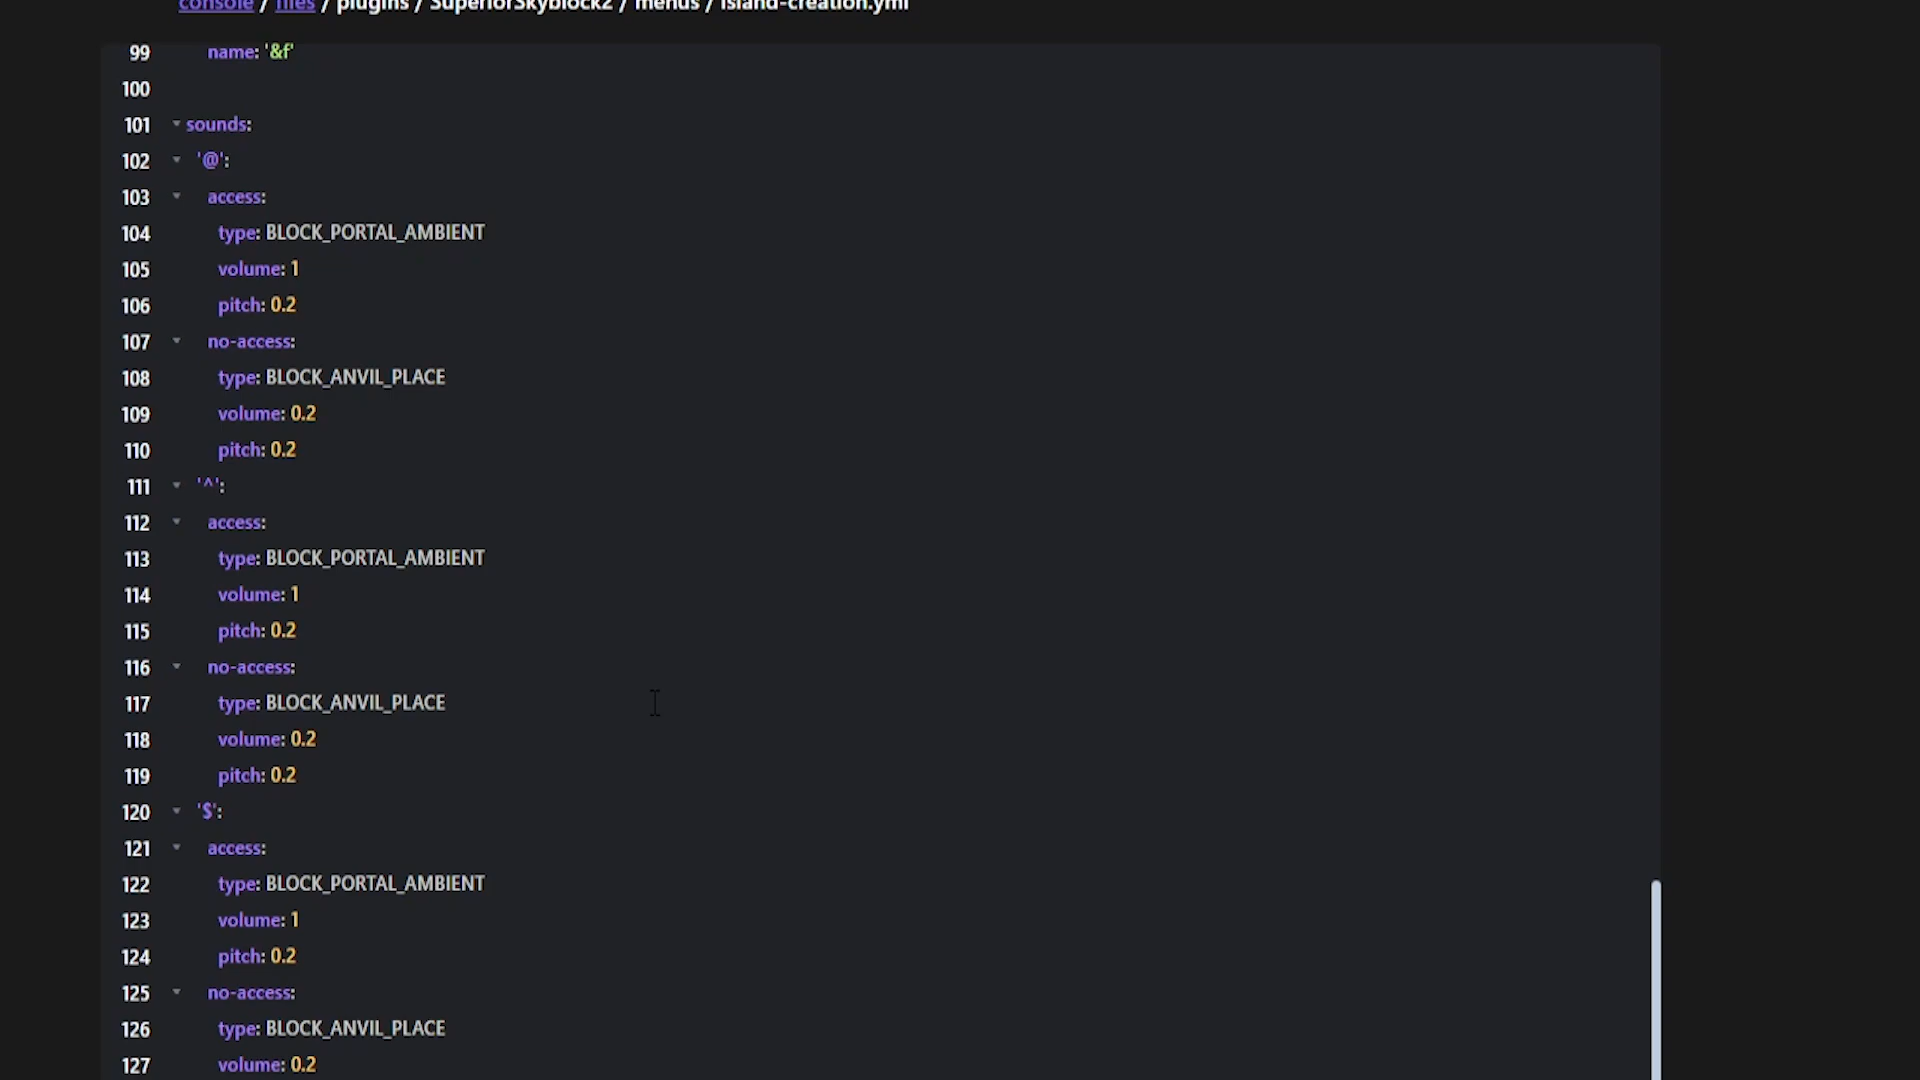 console / files / plugins / SuperiorSkyblock2 / menus / island-creation.yml
99 name: '&f'
100
101 sounds:
102 '@':
103 access:
104 type: BLOCK_PORTAL_AMBIENT
105 volume: 1
106 pitch: 0.2
107 no-access:
108 type: BLOCK_ANVIL_PLACE
109 volume: 0.2
110 pitch: 0.2
111 '^':
112 access:
113 type: BLOCK_PORTAL_AMBIENT
114 volume: 1
115 pitch: 0.2
116 no-access:
117 type: BLOCK_ANVIL_PLACE
118 volume: 0.2
119 pitch: 0.2
120 '$':
121 access:
122 type: BLOCK_PORTAL_AMBIENT
123 volume: 1
124 pitch: 0.2
125 no-access:
126 type: BLOCK_ANVIL_PLACE
127 volume: 0.2